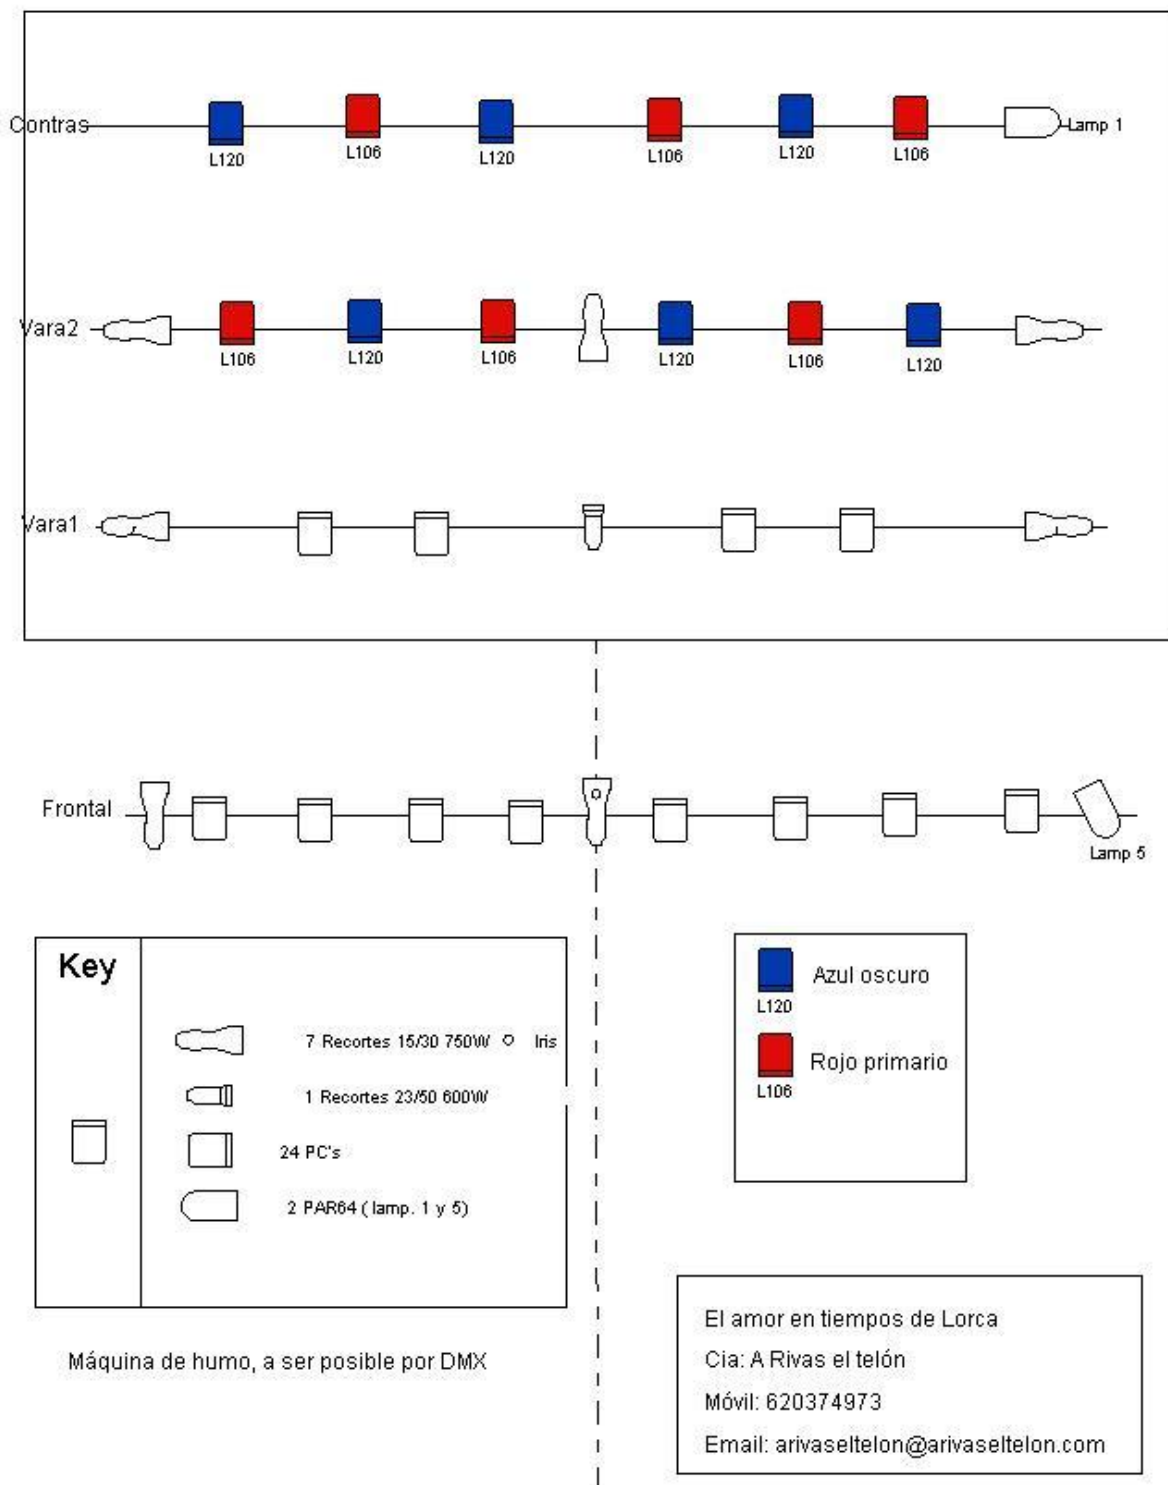 Contras
L120
L106
L120
L106
L120
L106
Lamp 1
Vara2
L106
L120
L106
L120
L106
L120
Vara1
Frontal
Lamp 5
Key
7 Recortes 15/30 750W Iris
1 Recortes 23/50 600W
24 PC's
2 PAR64 ( lamp. 1 y 5)
Azul oscuro
L120
Rojo primario
L106
Máquina de humo, a ser posible por DMX
El amor en tiempos de Lorca
Cia: A Rivas el telón
Móvil: 620374973
Email: arivaseltelon@arivaseltelon.com